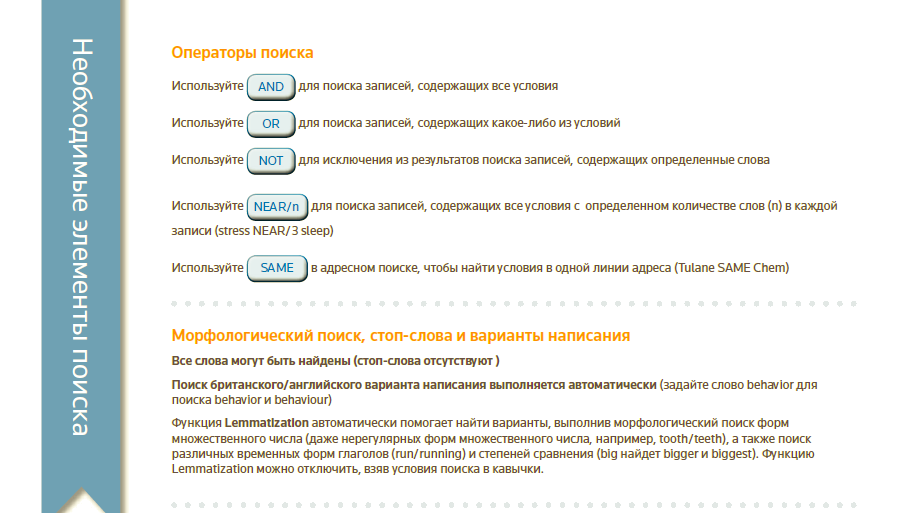 Необходимые элементы поиска
Операторы поиска
Используйте AND для поиска записей, содержащих все условия
Используйте OR для поиска записей, содержащих какое-либо из условий
Используйте NOT для исключения из результатов поиска записей, содержащих определенные слова
Используйте NEAR/n для поиска записей, содержащих все условия с определенном количестве слов (n) в каждой
записи (stress NEAR/3 sleep)
Используйте SAME в адресном поиске, чтобы найти условия в одной линии адреса (Tulane SAME Chem)
Морфологический поиск, стоп-слова и варианты написания
Все слова могут быть найдены (стоп-слова отсутствуют )
Поиск британского/английского варианта написания выполняется автоматически (задайте слово behavior для
поиска behavior и behaviour)
Функция Lemmatization автоматически помогает найти варианты, выполнив морфологический поиск форм
множественного числа (даже нерегулярных форм множественного числа, например, tooth/teeth), а также поиск
различных временных форм глаголов (run/running) и степеней сравнения (big найдет bigger и biggest). Функцию
Lemmatization можно отключить, взяв условия поиска в кавычки.